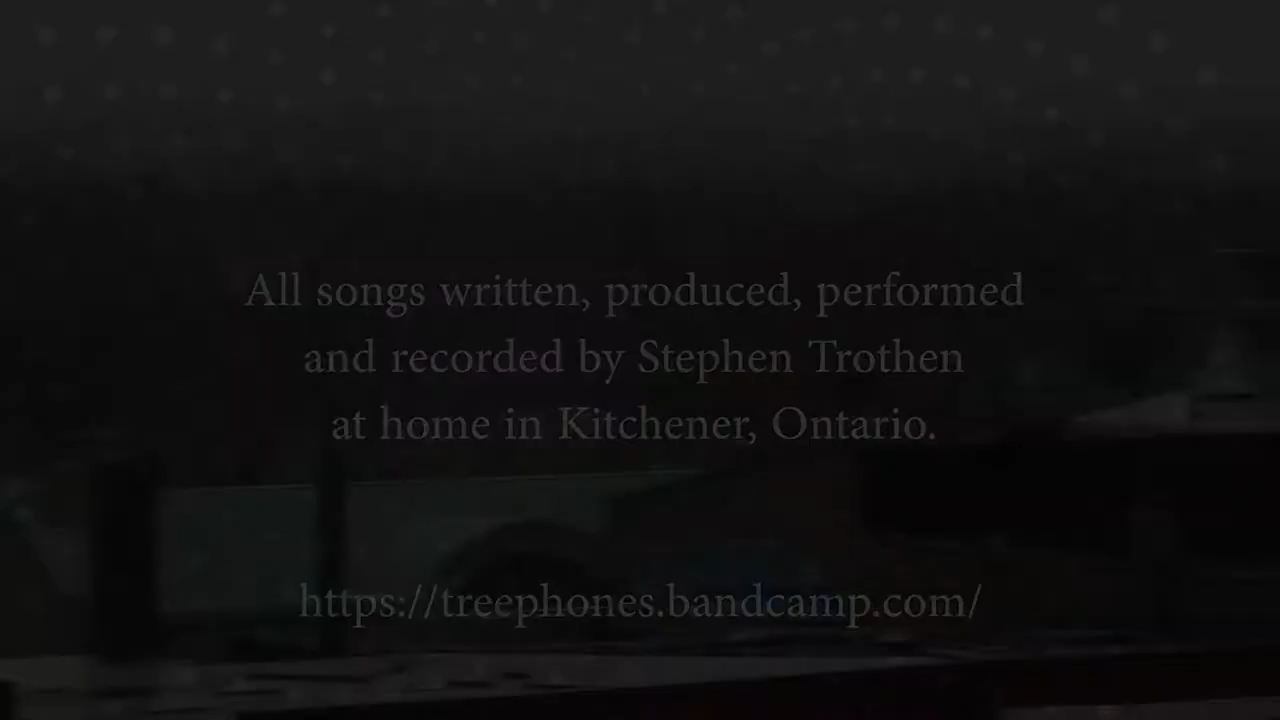 All songs written, produced, performed
and recorded by Stephen Trothen
at home in Kitchener, Ontario.
https://treephones.bandcamp.com/